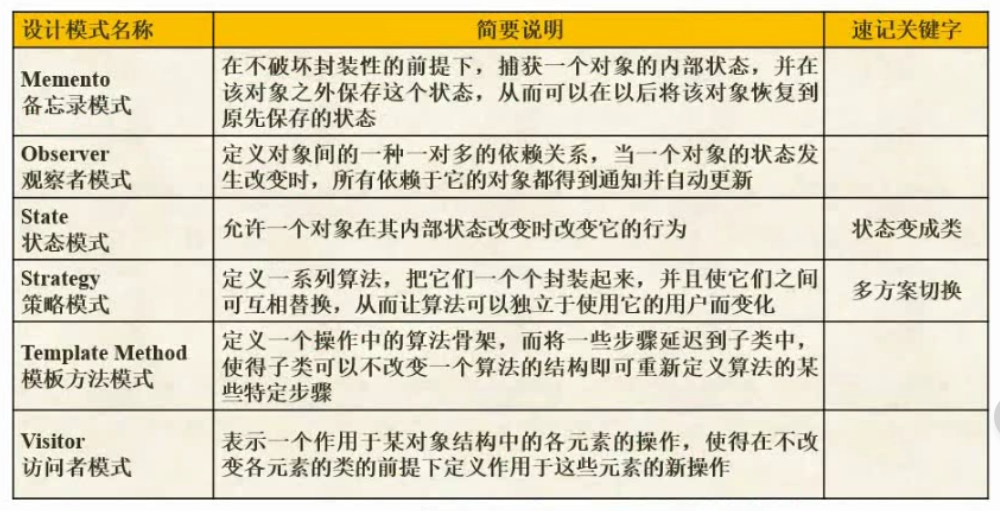 设计模式名称 简要说明 速记关键字
Memento
备忘录模式
在不破坏封装性的前提下，捕获一个对象的内部状态，并在
该对象之外保存这个状态，从而可以在以后将该对象恢复到
原先保存的状态
Observer
观察者模式
定义对象间的一种一对多的依赖关系，当一个对象的状态发
生改变时，所有依赖于它的对象都得到通知并自动更新
State
状态模式
允许一个对象在其内部状态改变时改变它的行为
状态变成类
Strategy
策略模式
定义一系列算法，把它们一个个封装起来，并且使它们之间
可互相替换，从而让算法可以独立于使用它的用户而变化
多方案切换
Template Method
模板方法模式
定义一个操作中的算法骨架，而将一些步骤延迟到子类中，
使得子类可以不改变一个算法的结构即可重新定义算法的某
些特定步骤
Visitor
访问者模式
表示一个作用于某对象结构中的各元素的操作，使得在不改
变各元素的类的前提下定义作用于这些元素的新操作